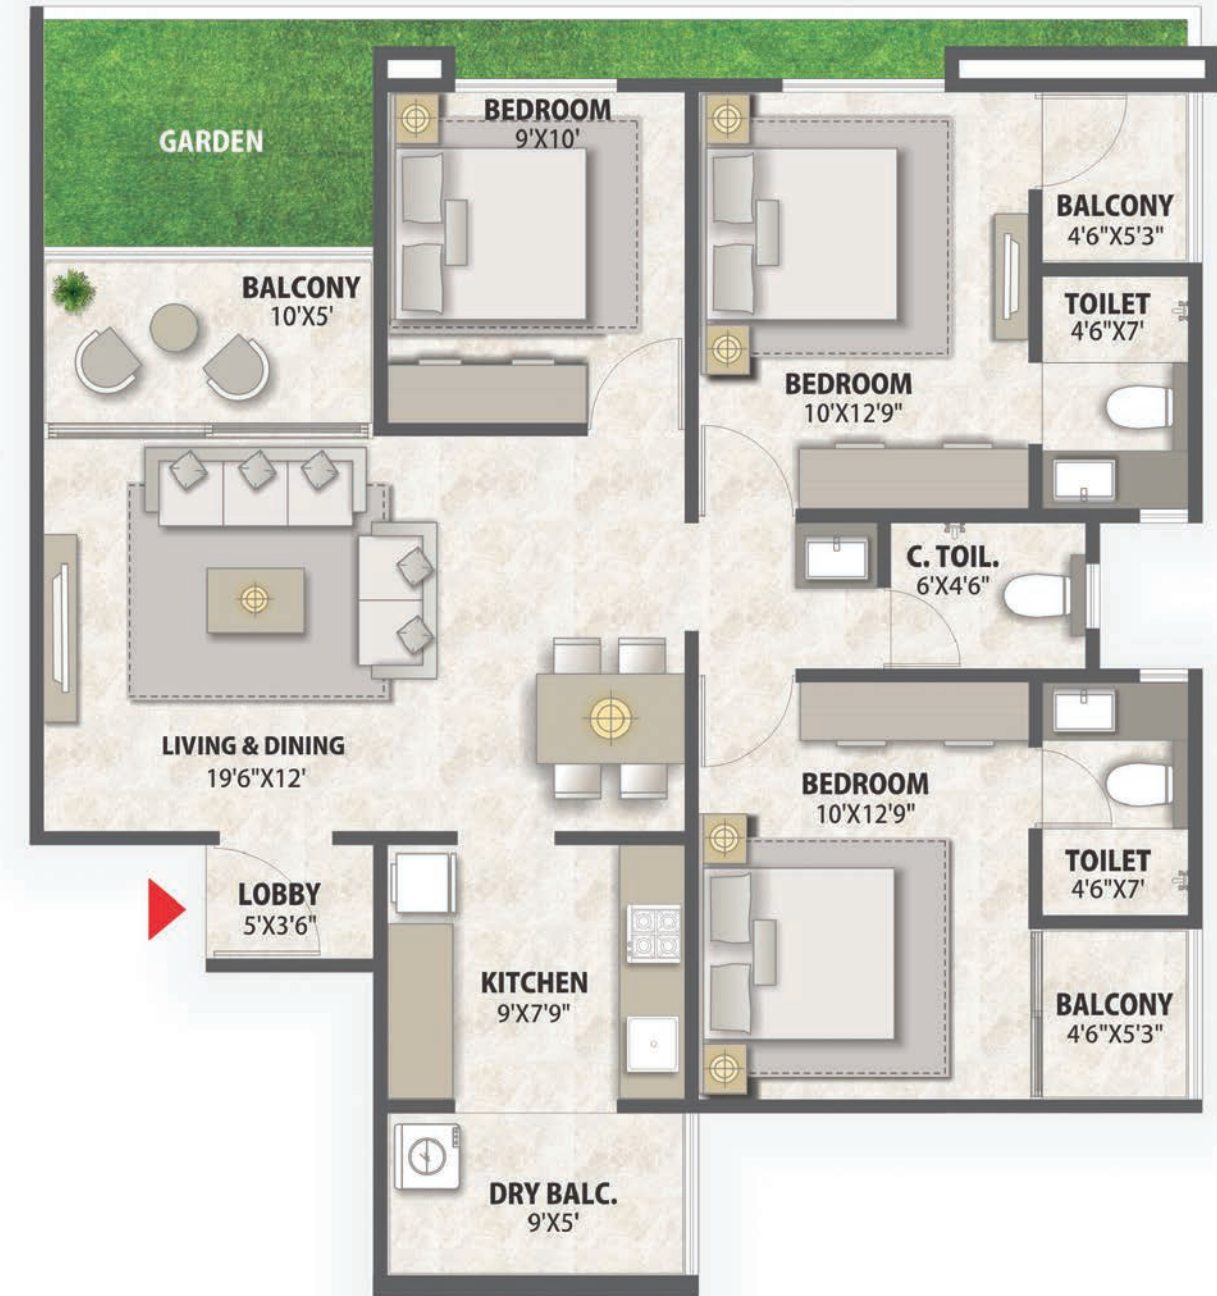 GARDEN
BEDROOM
9'X10'
BALCONY
4'6"X5'3"
BALCONY
10'X5'
TOILET
4'6"X7'
BEDROOM
10'X12'9"
C. TOIL.
6'X4'6"
LIVING & DINING
19'6"X12'
BEDROOM
10'X12'9"
TOILET
4'6"X7'
LOBBY
5'X3'6"
KITCHEN
9'X7'9"
BALCONY
4'6"X5'3"
DRY BALC.
9'X5'